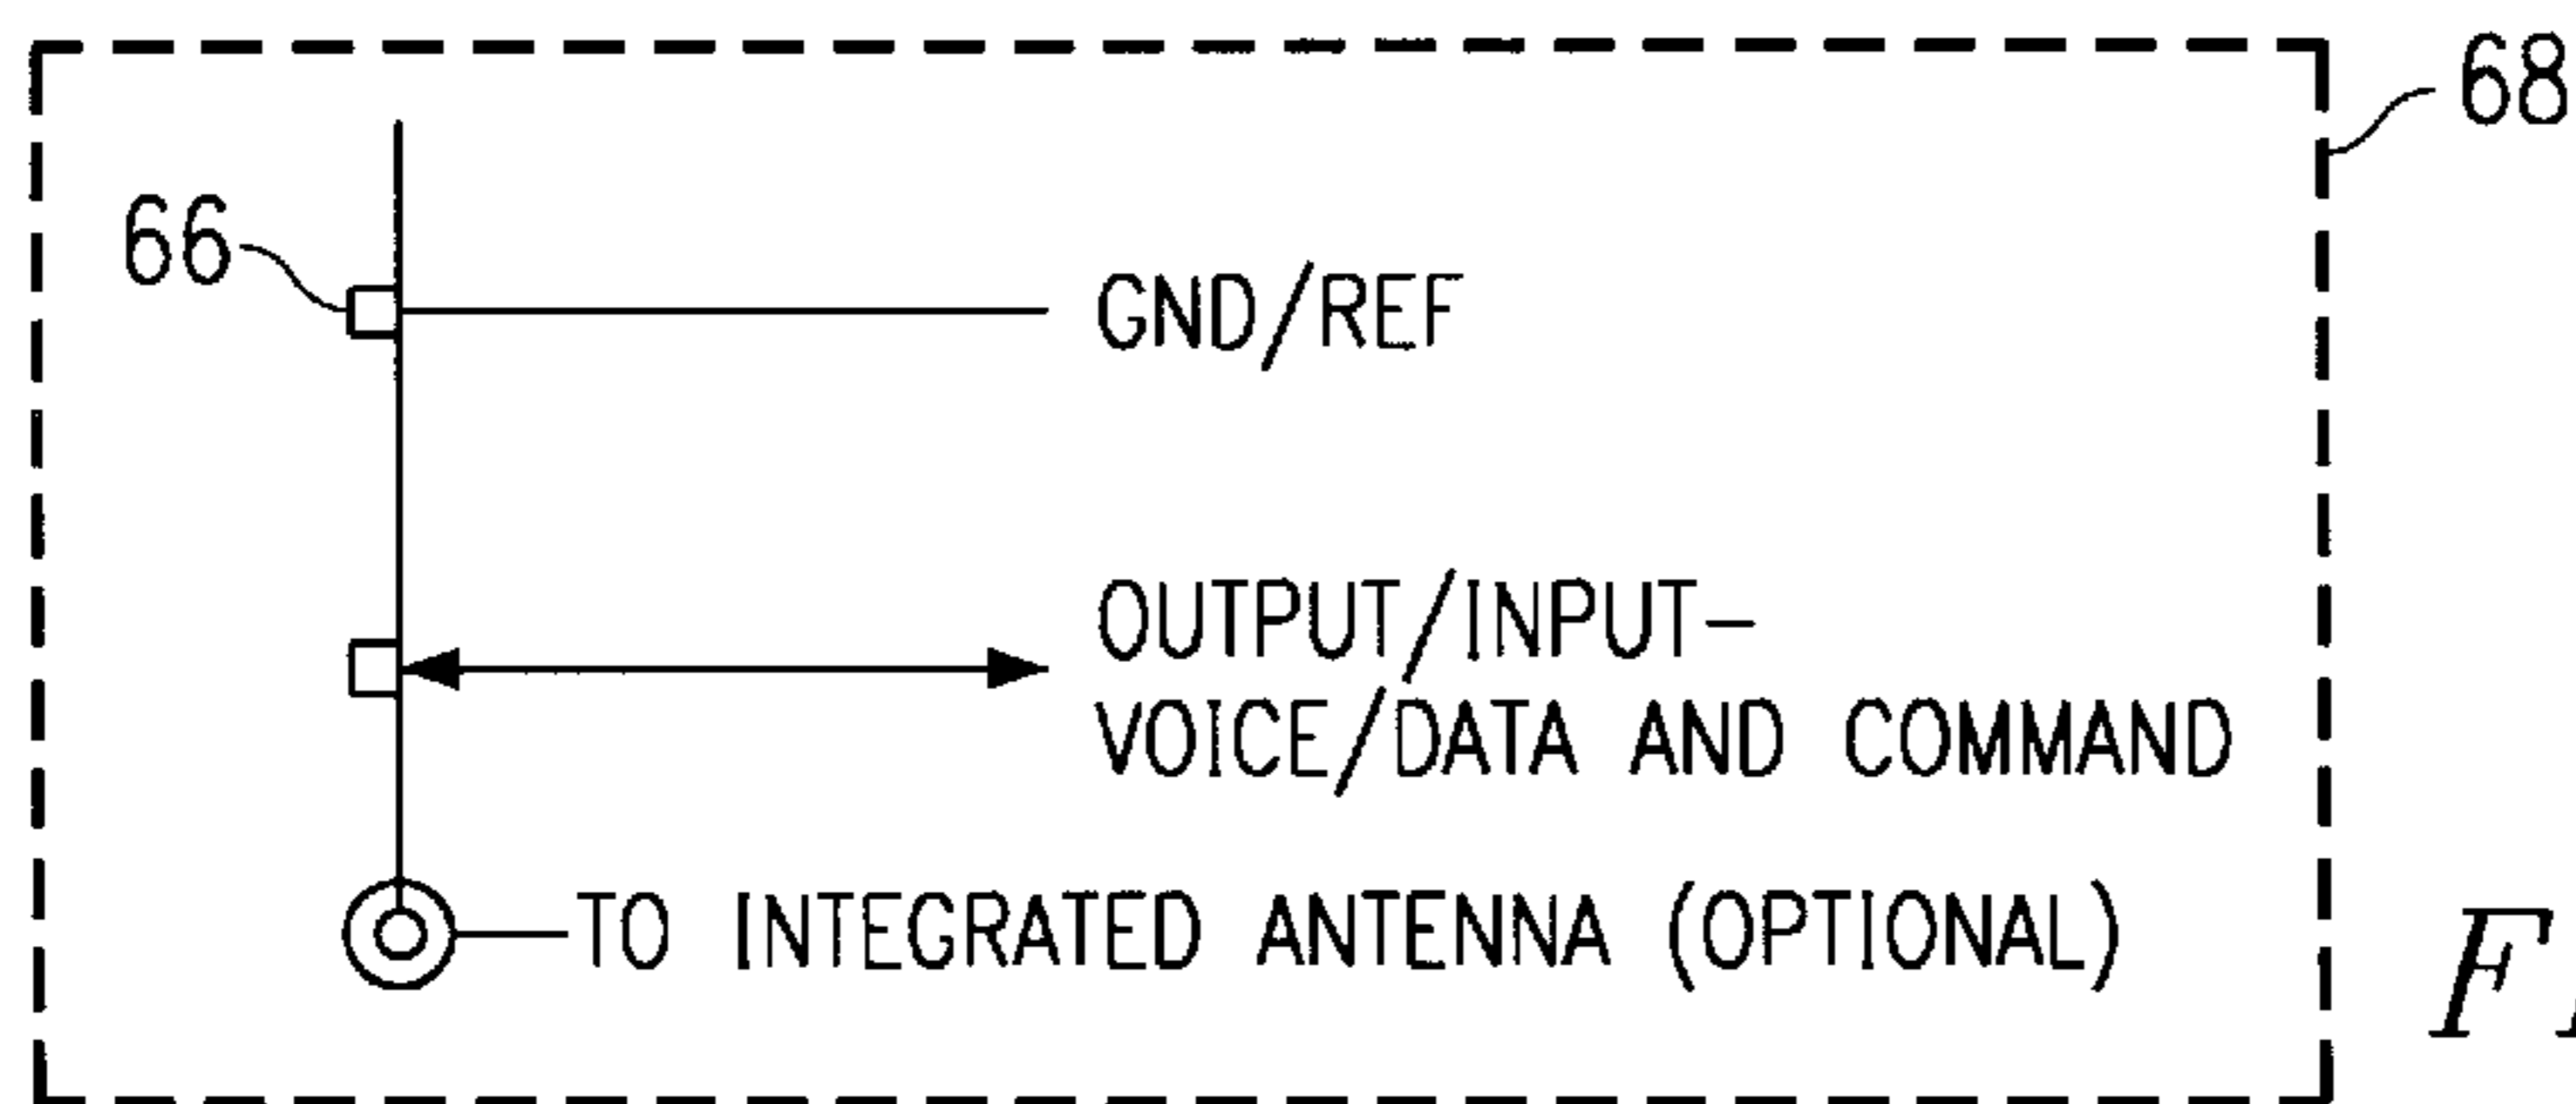 68
66
GND/REF
OUTPUT/INPUT-
VOICE/DATA AND COMMAND
TO INTEGRATED ANTENNA (OPTIONAL)